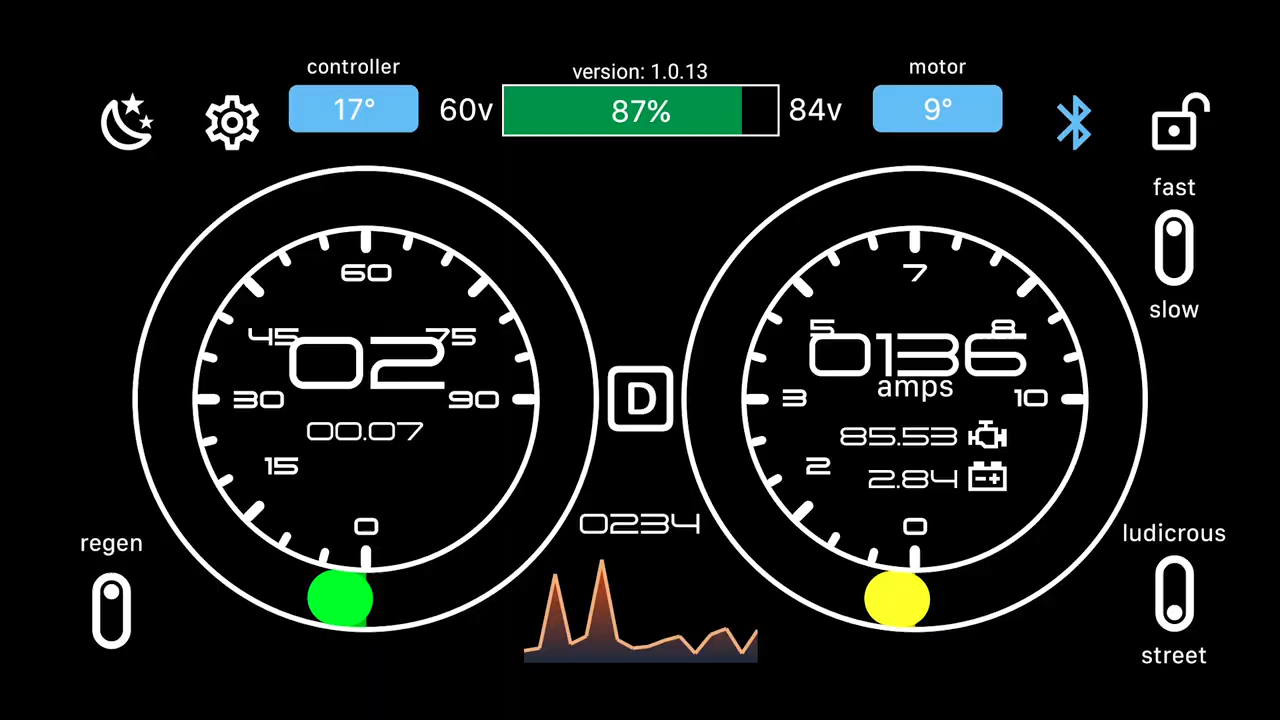 controller
17°
60v
version: 1.0.13
87%
84v
motor
9°
fast
slow
60
45
75
02
30
90
00.07
15
0
D
7
5
8
0136
amps
3
10
85.53
2
2.84
0
0234
regen
ludicrous
street